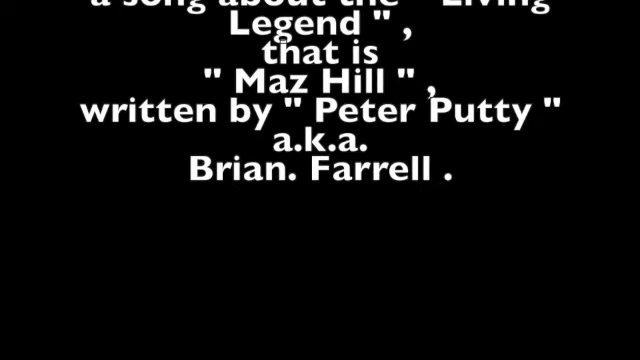 a song about the " Living
Legend " ,
that is
" Maz Hill " ,
written by " Peter Putty "
a.k.a.
Brian. Farrell .